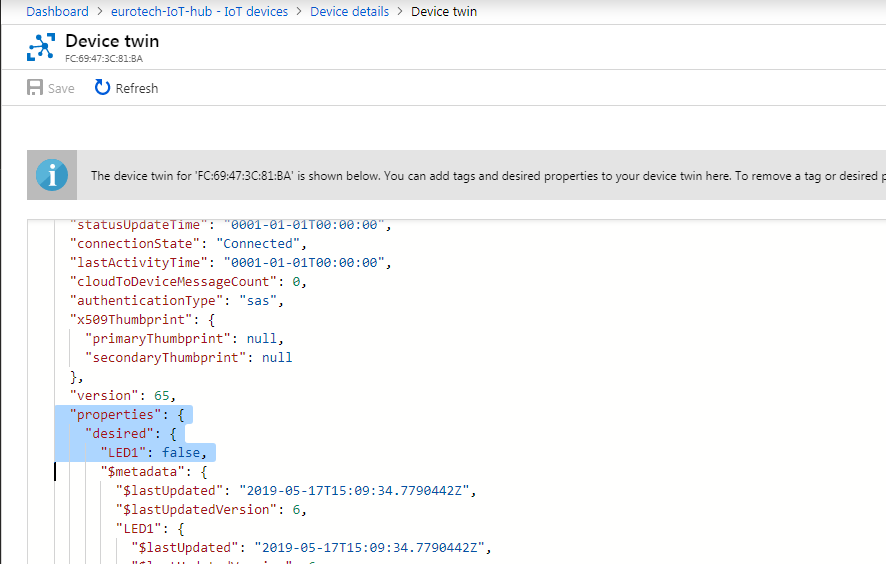 Dashboard > eurotech-IoT-hub - IoT devices > Device details > Device twin
Device twin
FC:69:47:3C:81:BA
Save Refresh
The device twin for 'FC:69:47:3C:81:BA' is shown below. You can add tags and desired properties to your device twin here. To remove a tag or desired p
"statusUpdateTime": "0001-01-01T00:00:00",
"connectionState": "Connected",
"lastActivityTime": "0001-01-01T00:00:00",
"cloudToDeviceMessageCount": 0,
"authenticationType": "sas",
"x509Thumbprint": {
"primaryThumbprint": null,
"secondaryThumbprint": null
},
"version": 65,
"properties": {
"desired": {
"LED1": false,
"$metadata": {
"$lastUpdated": "2019-05-17T15:09:34.7790442Z",
"$lastUpdatedVersion": 6,
"LED1": {
"$lastUpdated": "2019-05-17T15:09:34.7790442Z",